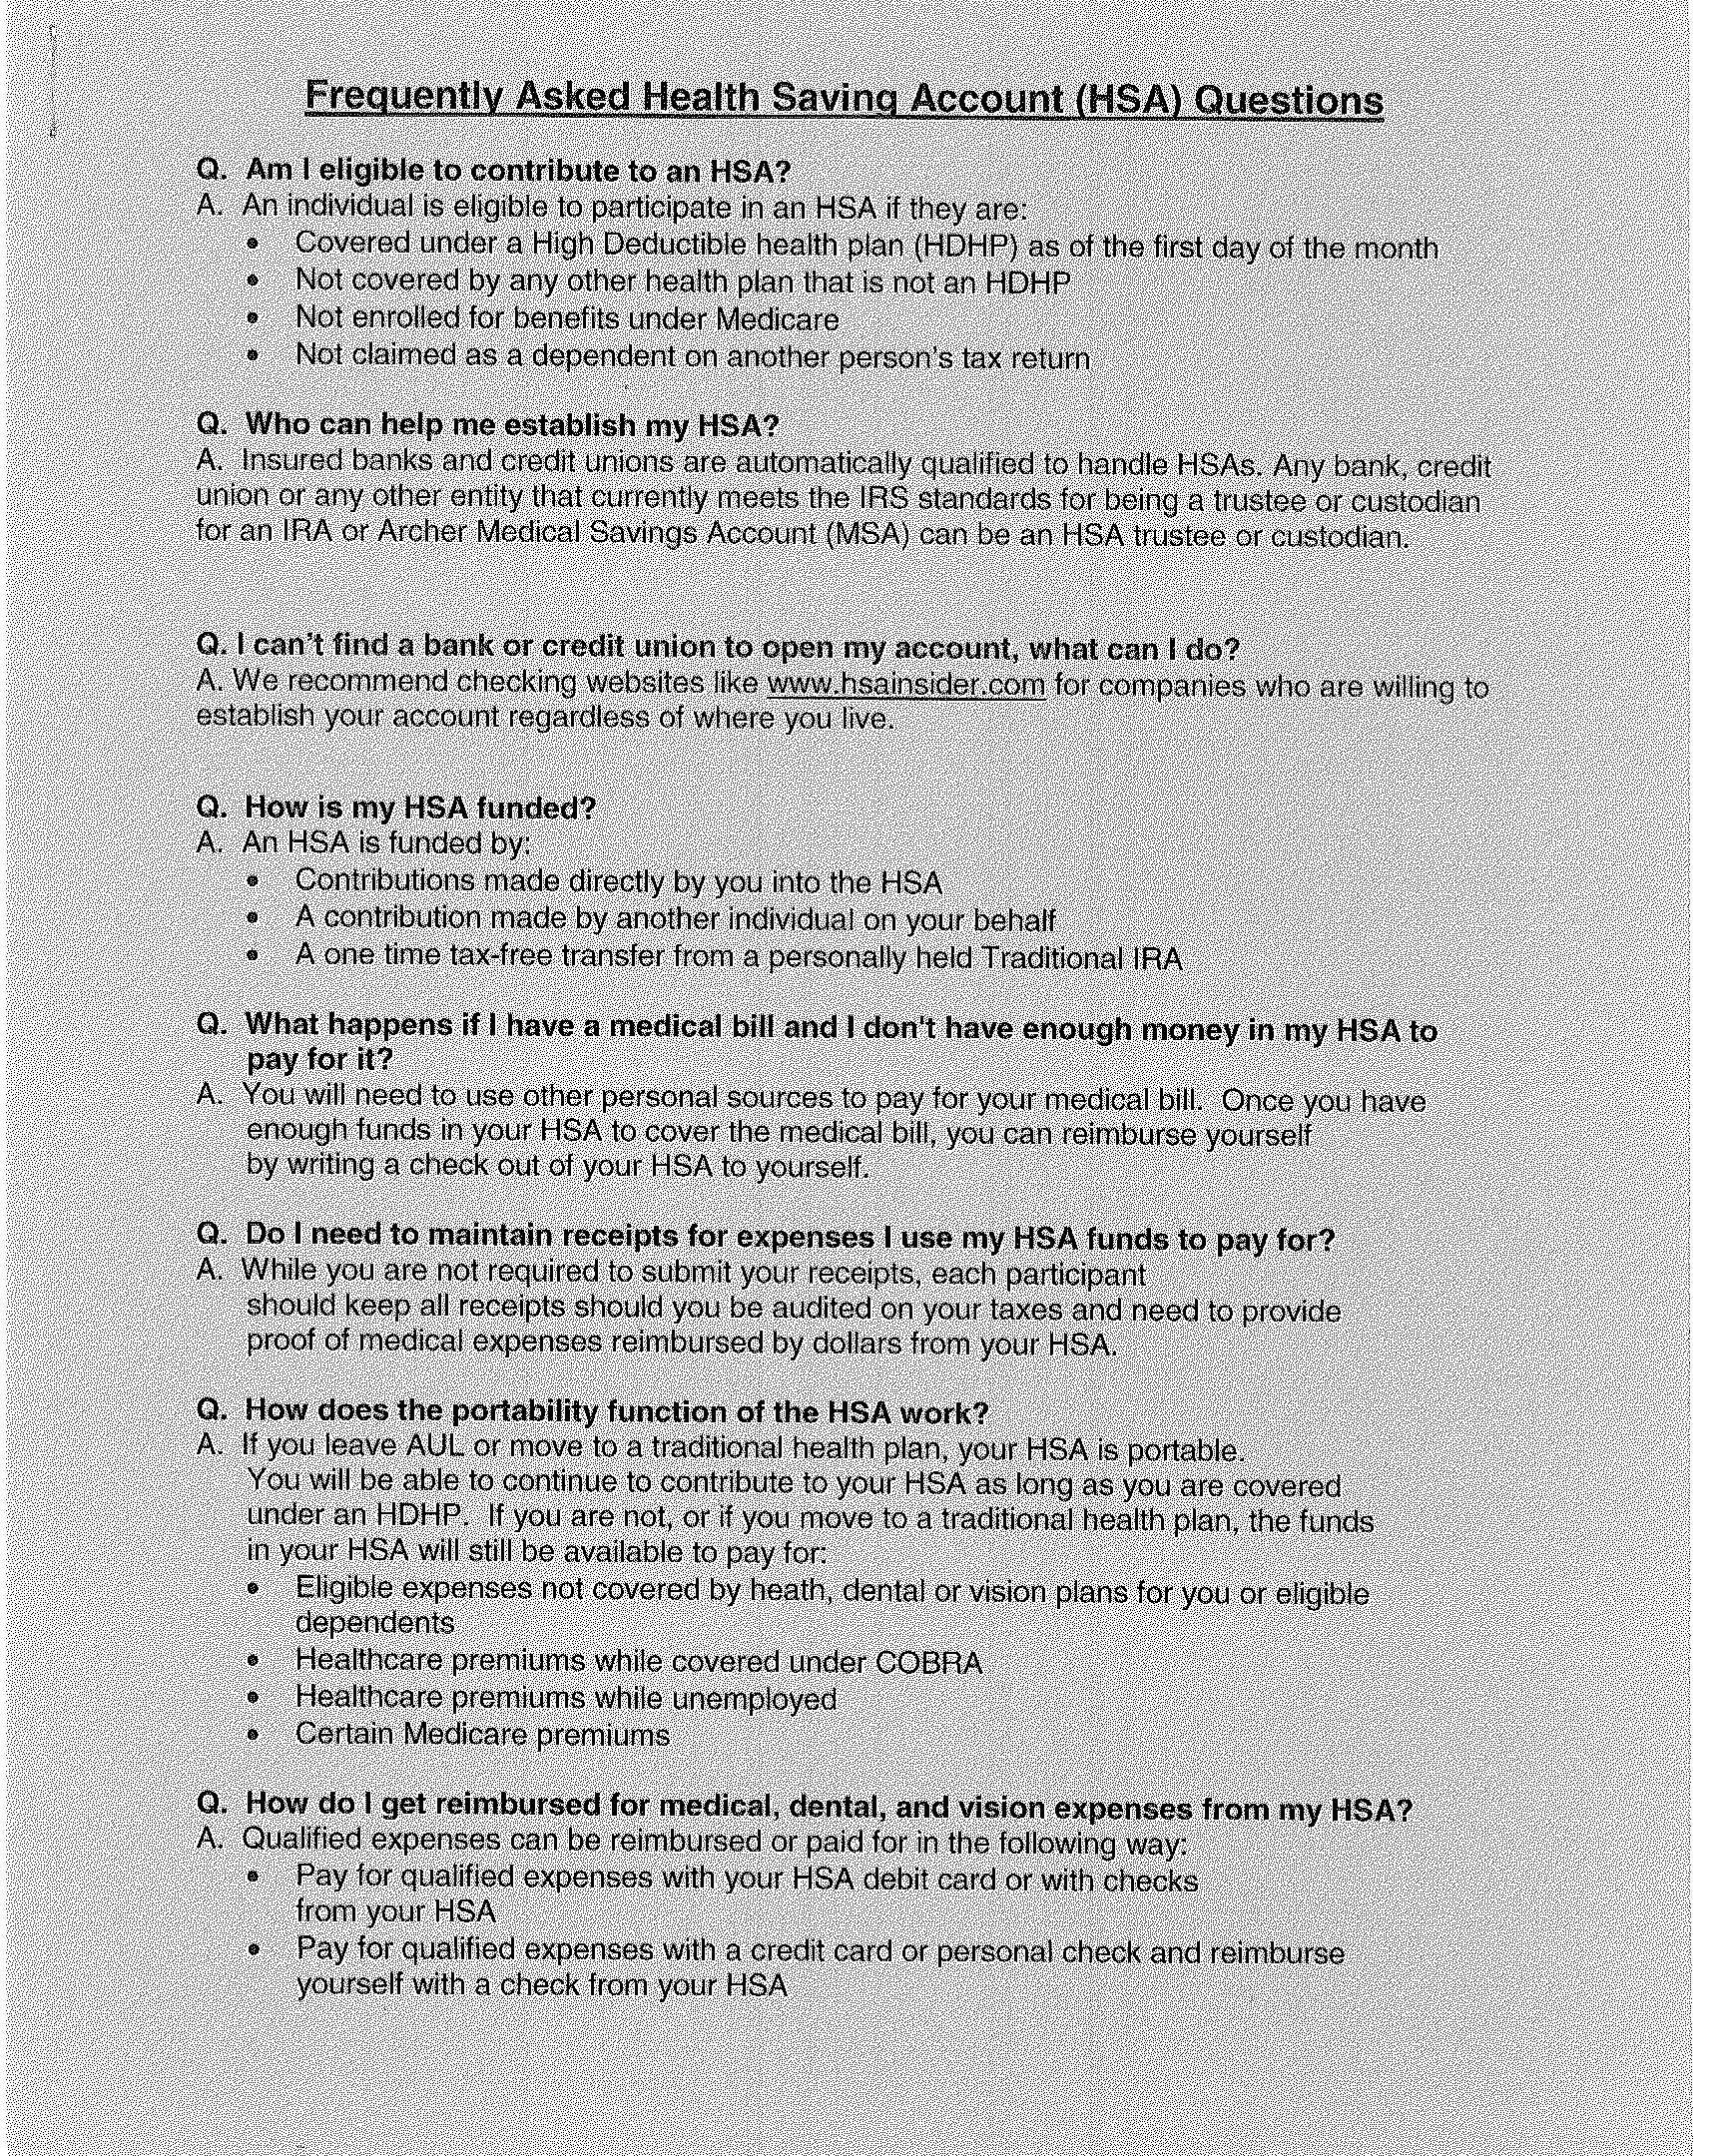 Frequently Asked Health Saving Account (HSA) Questions
Q. Am I eligible to contribute to an HSA?
A. An individual is eligible to participate in an HSA if they are:
• Covered under a High Deductible health plan (HDHP) as of the first day of the month
• Not covered by any other health plan that is not an HDHP
• Not enrolled for benefits under Medicare
• Not claimed as a dependent on another person's tax return
Q. Who can help me establish my HSA?
A. Insured banks and credit unions are automatically qualified to handle HSAs. Any bank, credit
union or any other entity that currently meets the IRS standards for being a trustee or custodian
for an IRA or Archer Medical Savings Account (MSA) can be an HSA trustee or custodian.
Q. I can't find a bank or credit union to open my account, what can I do?
A. We recommend checking websites like www.hsainsider.com for companies who are willing to
establish your account regardless of where you live.
Q. How is my HSA funded?
A. An HSA is funded by:
• Contributions made directly by you into the HSA
• A contribution made by another individual on your behalf
• A one time tax-free transfer from a personally held Traditional IRA
Q. What happens if I have a medical bill and I don't have enough money in my HSA to
pay for it?
A. You will need to use other personal sources to pay for your medical bill. Once you have
enough funds in your HSA to cover the medical bill, you can reimburse yourself
by writing a check out of your HSA to yourself.
Q. Do I need to maintain receipts for expenses I use my HSA funds to pay for?
A. While you are not required to submit your receipts, each participant
should keep all receipts should you be audited on your taxes and need to provide
proof of medical expenses reimbursed by dollars from your HSA.
Q. How does the portability function of the HSA work?
A. If you leave AUL or move to a traditional health plan, your HSA is portable.
You will be able to continue to contribute to your HSA as long as you are covered
under an HDHP. If you are not, or if you move to a traditional health plan, the funds
in your HSA will still be available to pay for:
• Eligible expenses not covered by heath, dental or vision plans for you or eligible
dependents
• Healthcare premiums while covered under COBRA
• Healthcare premiums while unemployed
• Certain Medicare premiums
Q. How do I get reimbursed for medical, dental, and vision expenses from my HSA?
A. Qualified expenses can be reimbursed or paid for in the following way:
• Pay for qualified expenses with your HSA debit card or with checks
from your HSA
• Pay for qualified expenses with a credit card or personal check and reimburse
yourself with a check from your HSA